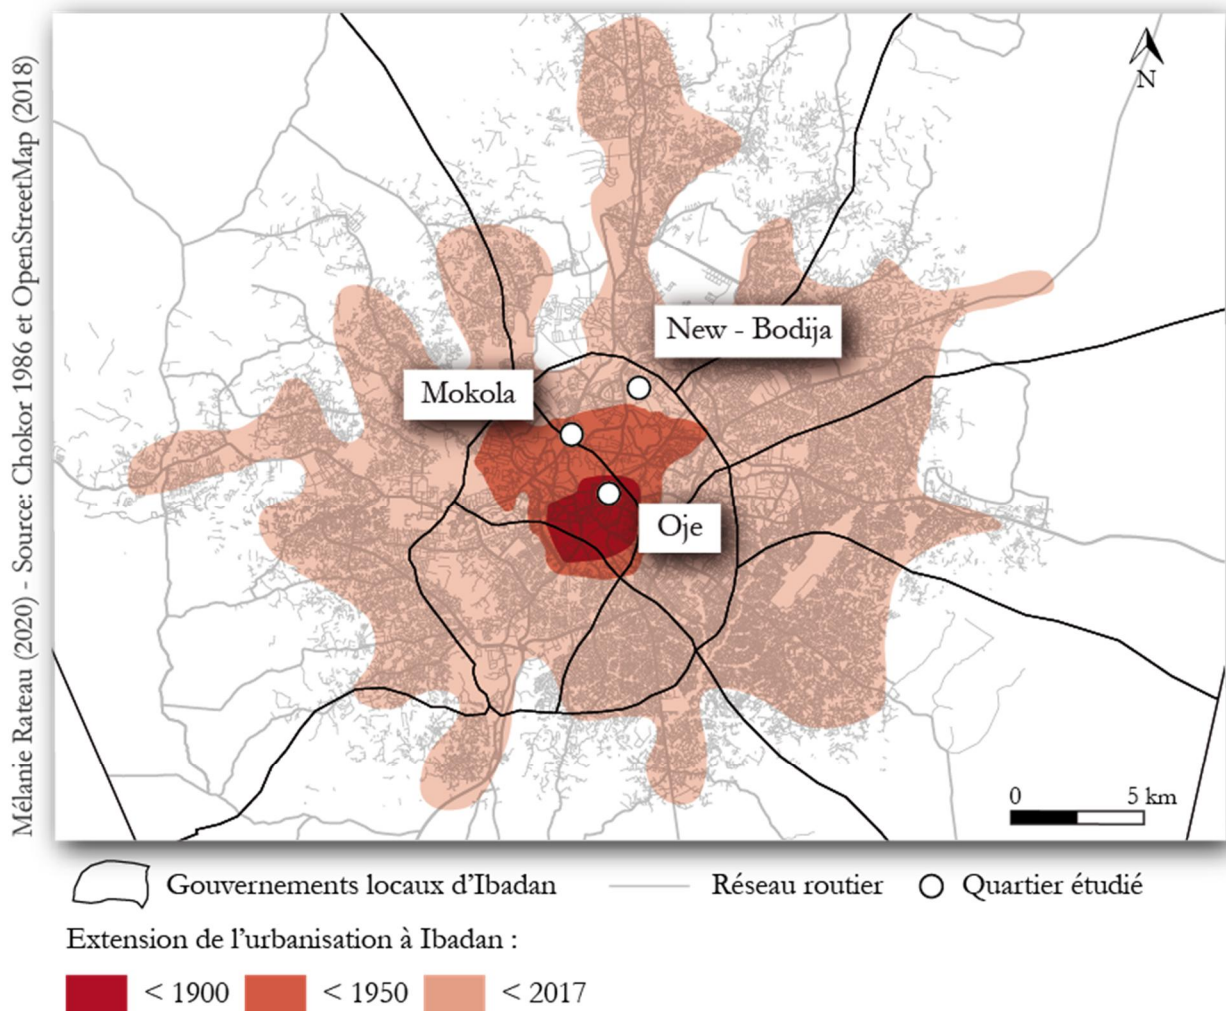 Mélanie Rateau (2020) - Source: Chokor 1986 et OpenStreetMap (2018)
N
New - Bodija
Mokola
Oje
0 5 km
Gouvernements locaux d’Ibadan
Réseau routier
Quartier étudié
Extension de l’urbanisation à Ibadan :
< 1900
< 1950
< 2017